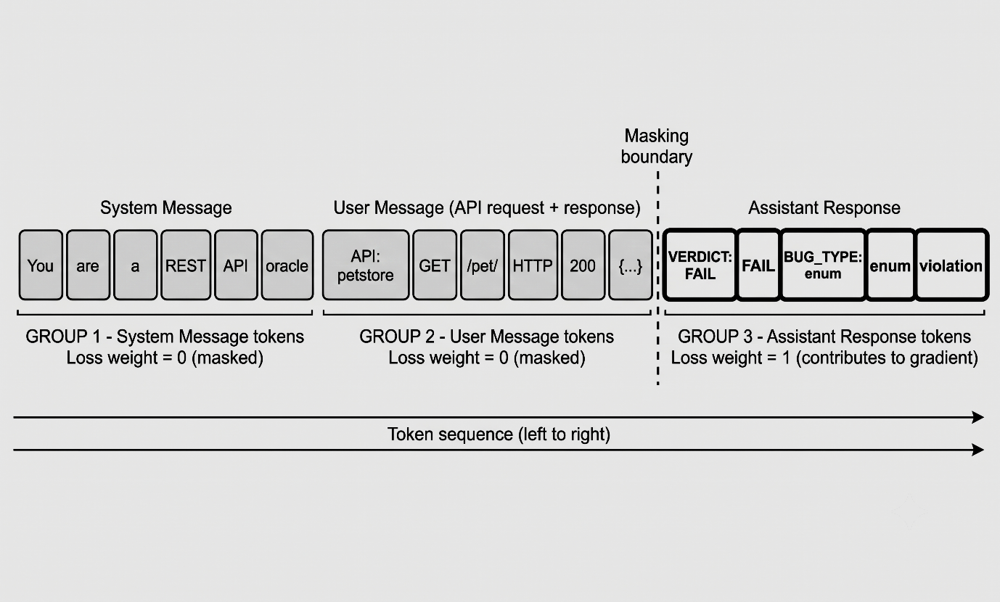 Masking
boundary
System Message
User Message (API request + response)
Assistant Response
You are a REST API oracle
API:
petstore
GET /pet/ HTTP 200 {...}
VERDICT:
FAIL
FAIL
BUG_TYPE:
enum
enum violation
GROUP 1 - System Message tokens
Loss weight = 0 (masked)
GROUP 2 - User Message tokens
Loss weight = 0 (masked)
GROUP 3 - Assistant Response tokens
Loss weight = 1 (contributes to gradient)
Token sequence (left to right)